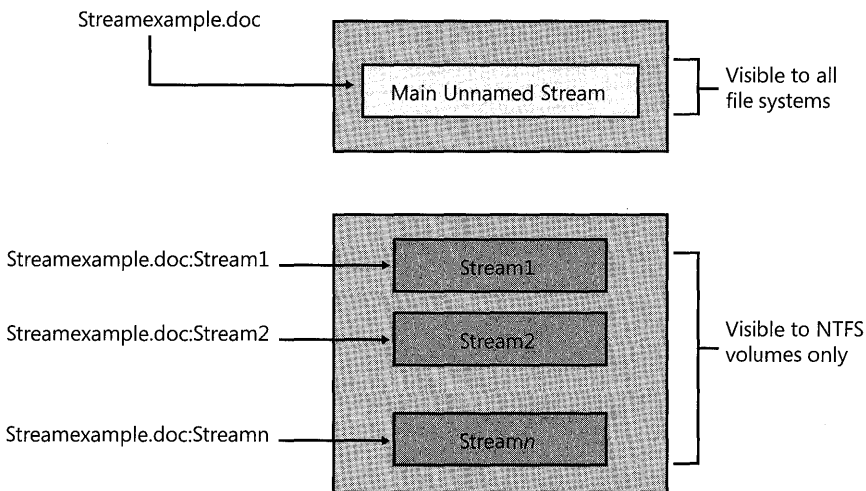 Streamexample.doc
Main Unnamed Stream
Visible to all
file systems
Streamexample.doc:Stream1
Stream1
Streamexample.doc:Stream2
Stream2
Visible to NTFS
volumes only
Streamexample.doc:Streamn
Streamn